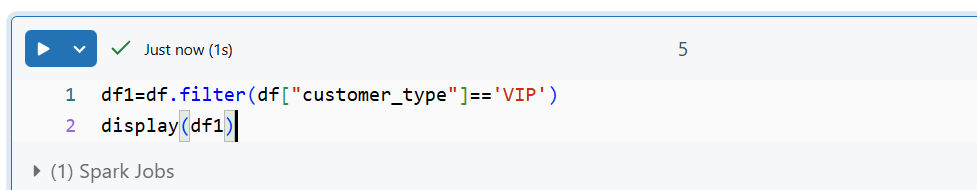 Just now (1s)
5
1 df1=df.filter(df["customer_type"]=='VIP')
2 display(df1)
(1) Spark Jobs